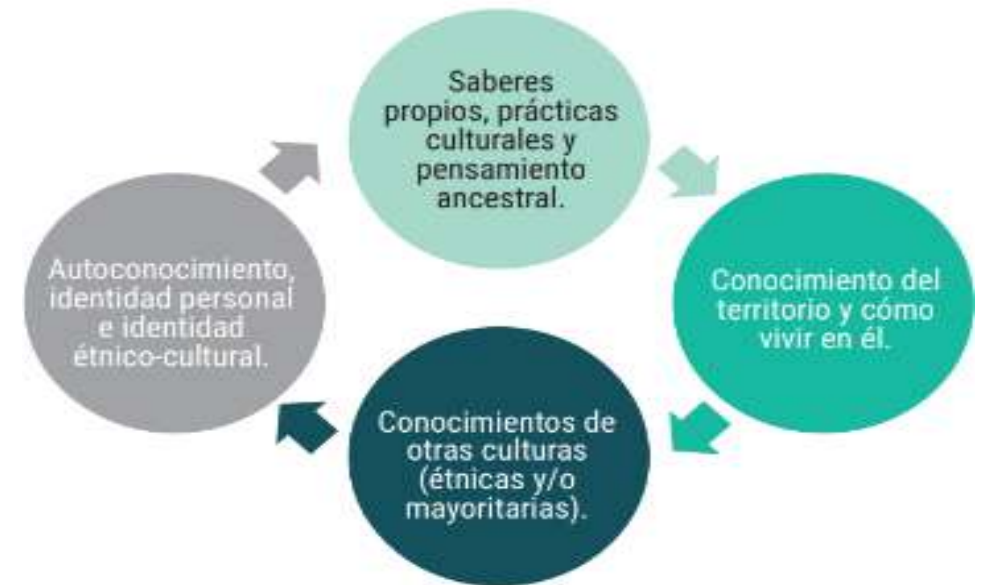 Saberes
propios, prácticas
culturales y
pensamiento
ancestral.
Conocimiento del
territorio y cómo
vivir en él.
Conocimientos de
otras culturas
(étnicas y/o
mayoritarias).
Autoconocimiento,
identidad personal
e identidad
étnico-cultural.